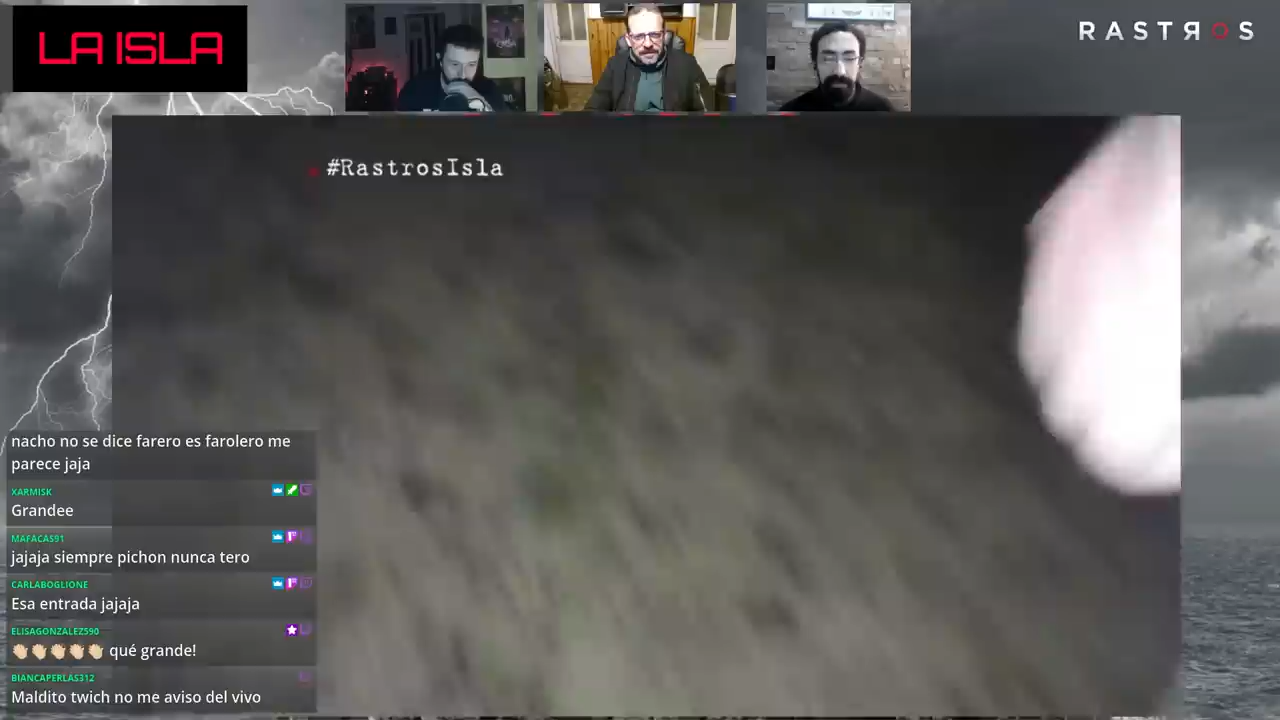 LA ISLA
RASTROS
#RastrosIsla
nacho no se dice farero es farolero me
parece jaja
XARMISK
Grandee
MAFACAS91
jajaja siempre pichon nunca tero
CARLABOGLIONE
Esa entrada jajaja
ELISAGONZALEZ590
👏🏼👏🏼👏🏼👏🏼👏🏼 qué grande!
BIANCAPERLAS312
Maldito twich no me aviso del vivo